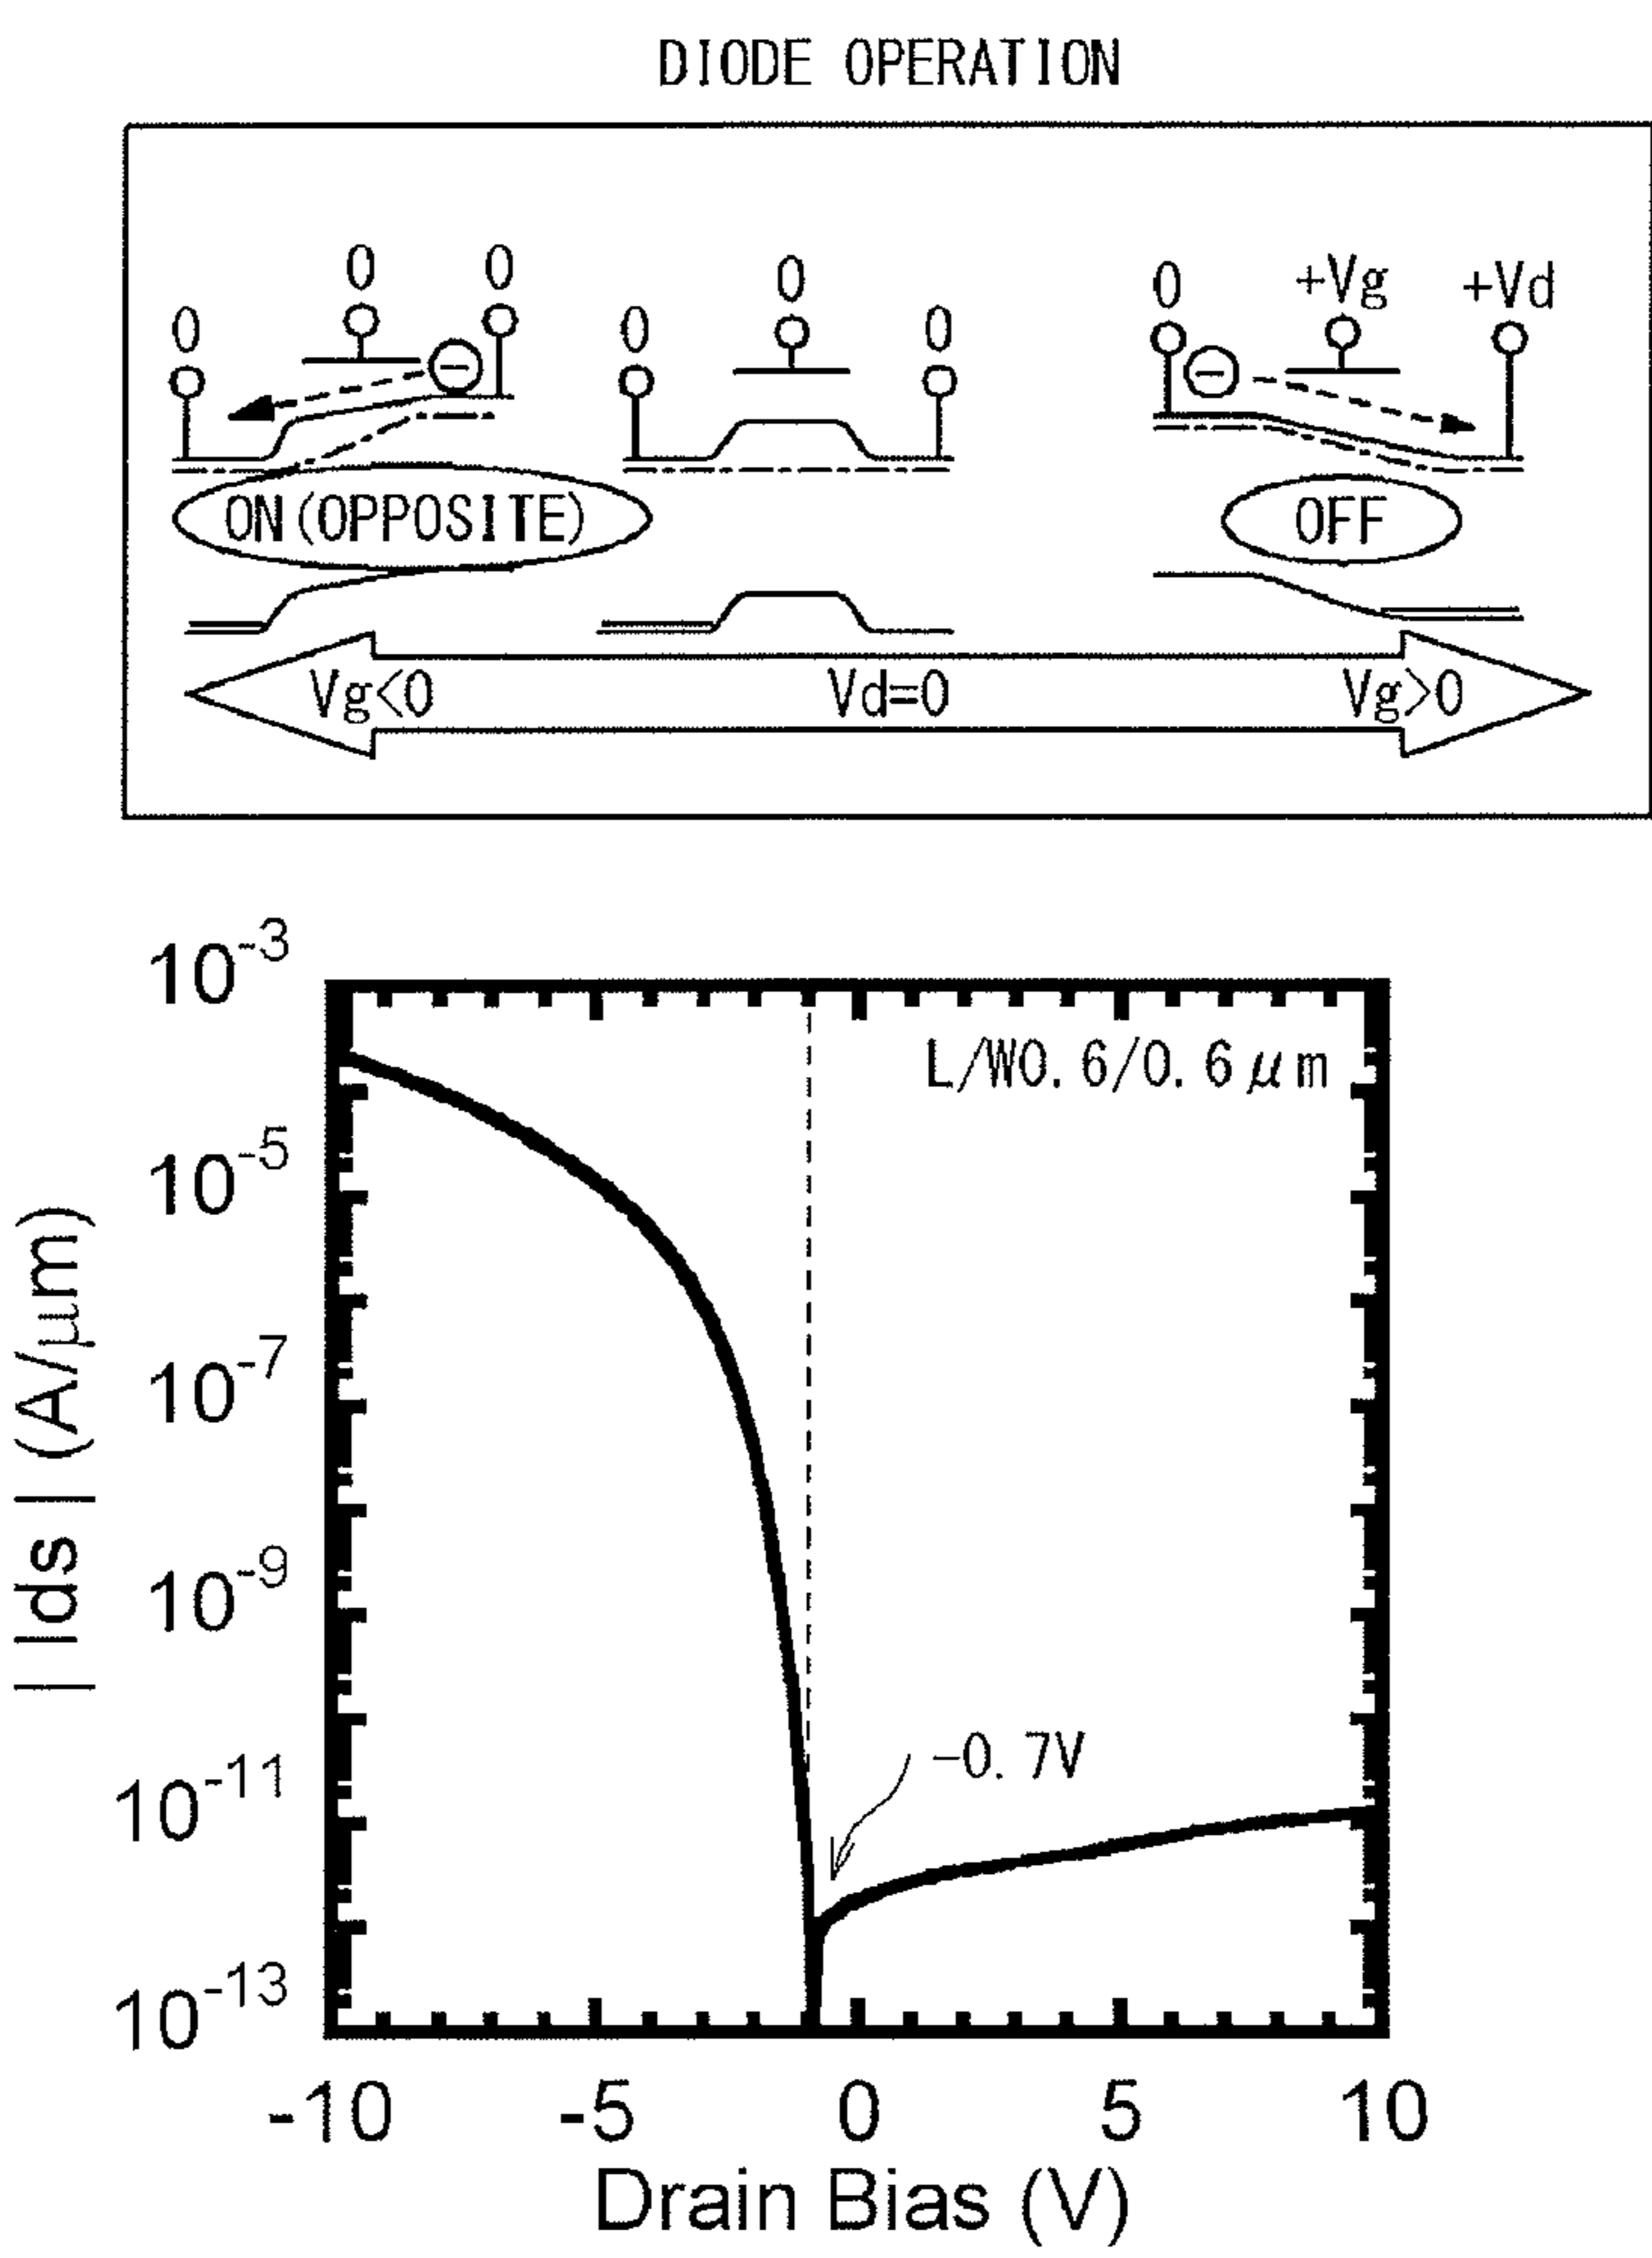 DIODE OPERATION
0 0 0 0 0 0 0 +Vg +Vd
ON(OPPOSITE) OFF
Vg<0 Vd=0 Vg>0
10^-3
L/W0.6/0.6μm
10^-5
10^-7
10^-9
10^-11
-0.7V
10^-13
| Ids | (A/μm)
-10 -5 0 5 10
Drain Bias (V)